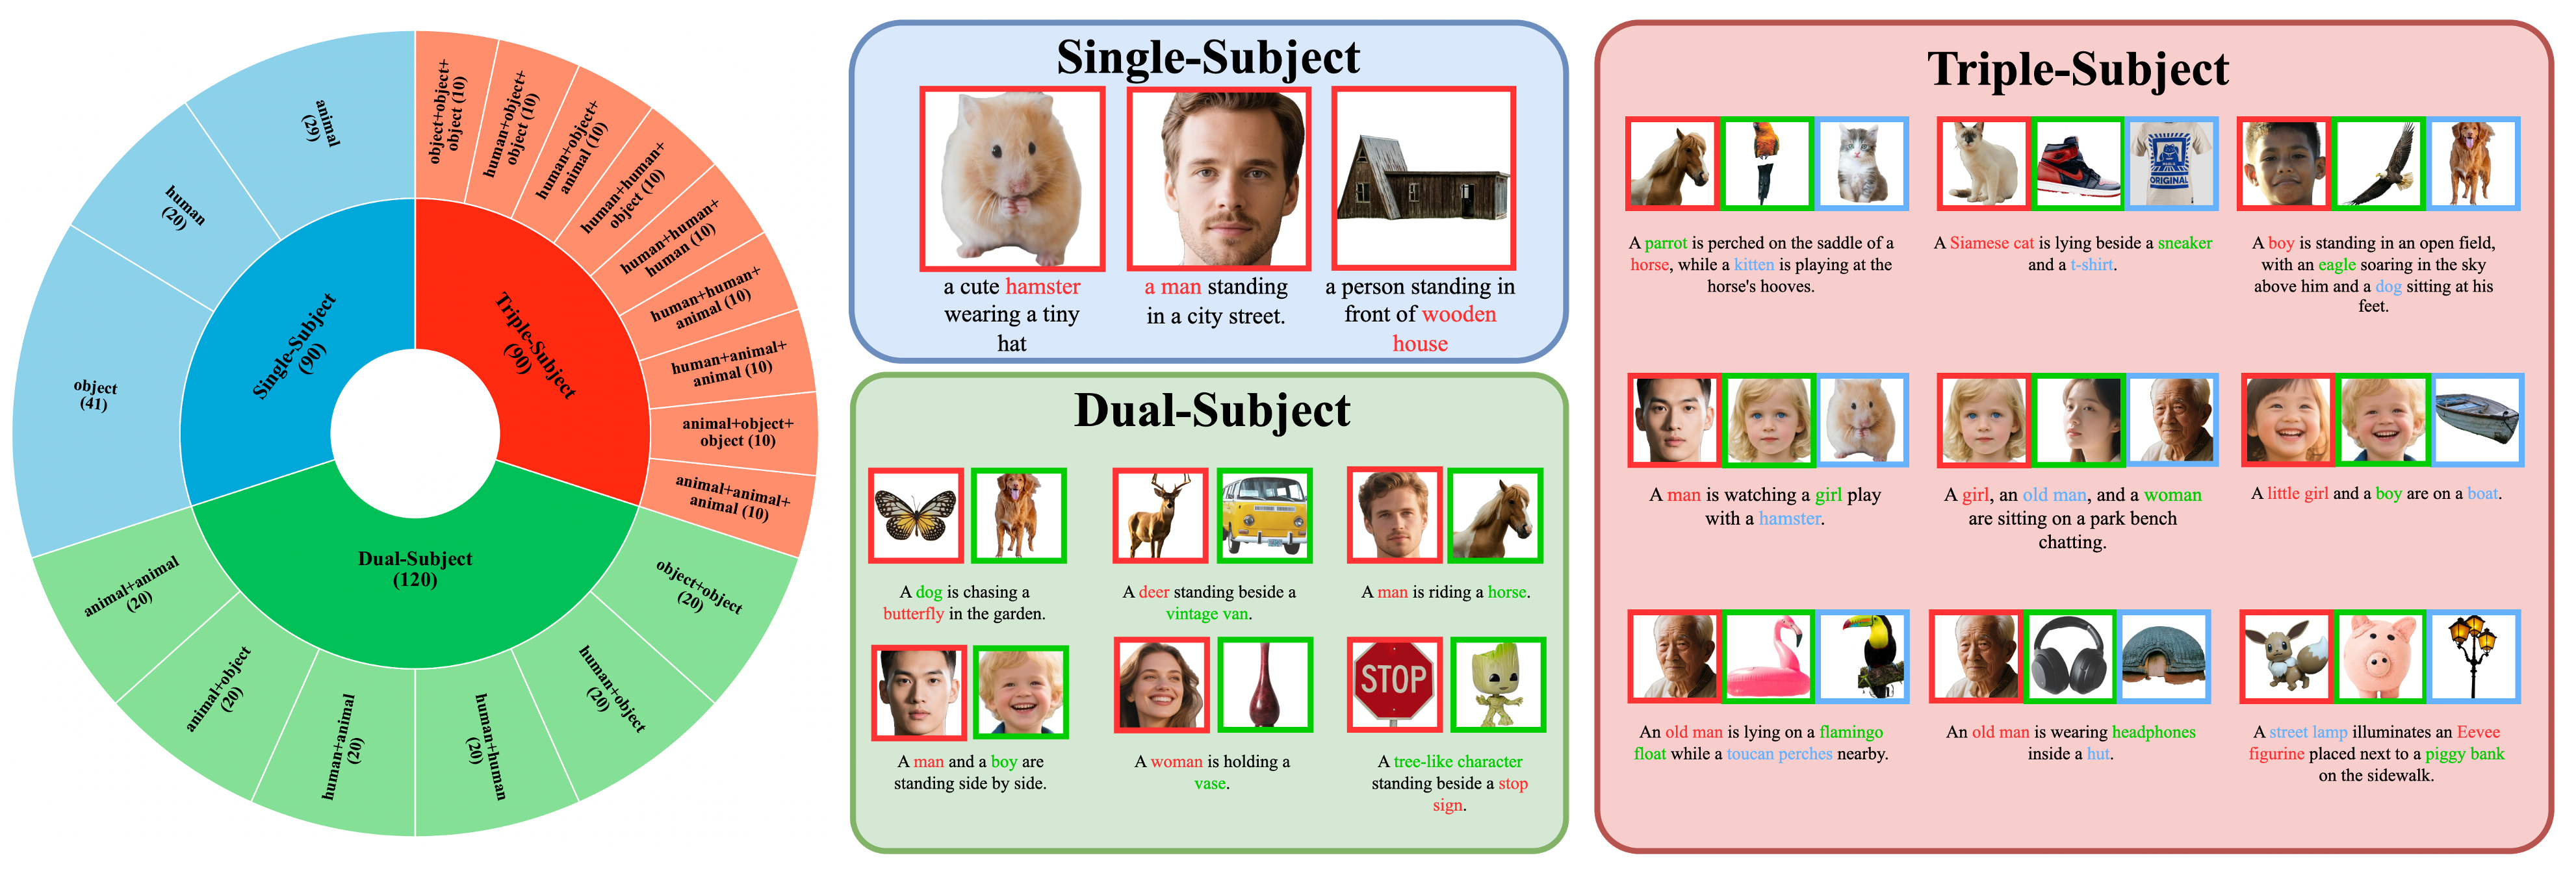 animal
(29)
human
(20)
object
(41)
Single-Subject
(90)
object+object+
object (10)
human+object+
object (10)
human+object+
animal (10)
human+human+
object (10)
human+human+
human (10)
human+human+
animal (10)
human+animal+
animal (10)
animal+object+
object (10)
animal+animal+
animal (10)
Triple-Subject
(90)
Dual-Subject
(120)
animal+animal
(20)
animal+object
(20)
human+animal
(20)
human+human
(20)
human+object
(20)
object+object
(20)
Single-Subject
a cute hamster
wearing a tiny
hat
a man standing
in a city street.
a person standing in
front of wooden
house
Dual-Subject
A dog is chasing a
butterfly in the garden.
A deer standing beside a
vintage van.
A man is riding a horse.
STOP
A man and a boy are
standing side by side.
A woman is holding a
vase.
A tree-like character
standing beside a stop
sign.
Triple-Subject
ORIGINAL
A parrot is perched on the saddle of a
horse, while a kitten is playing at the
horse's hooves.
A Siamese cat is lying beside a sneaker
and a t-shirt.
A boy is standing in an open field,
with an eagle soaring in the sky
above him and a dog sitting at his
feet.
A man is watching a girl play
with a hamster.
A girl, an old man, and a woman
are sitting on a park bench
chatting.
A little girl and a boy are on a boat.
An old man is lying on a flamingo
float while a toucan perches nearby.
An old man is wearing headphones
inside a hut.
A street lamp illuminates an Eevee
figurine placed next to a piggy bank
on the sidewalk.